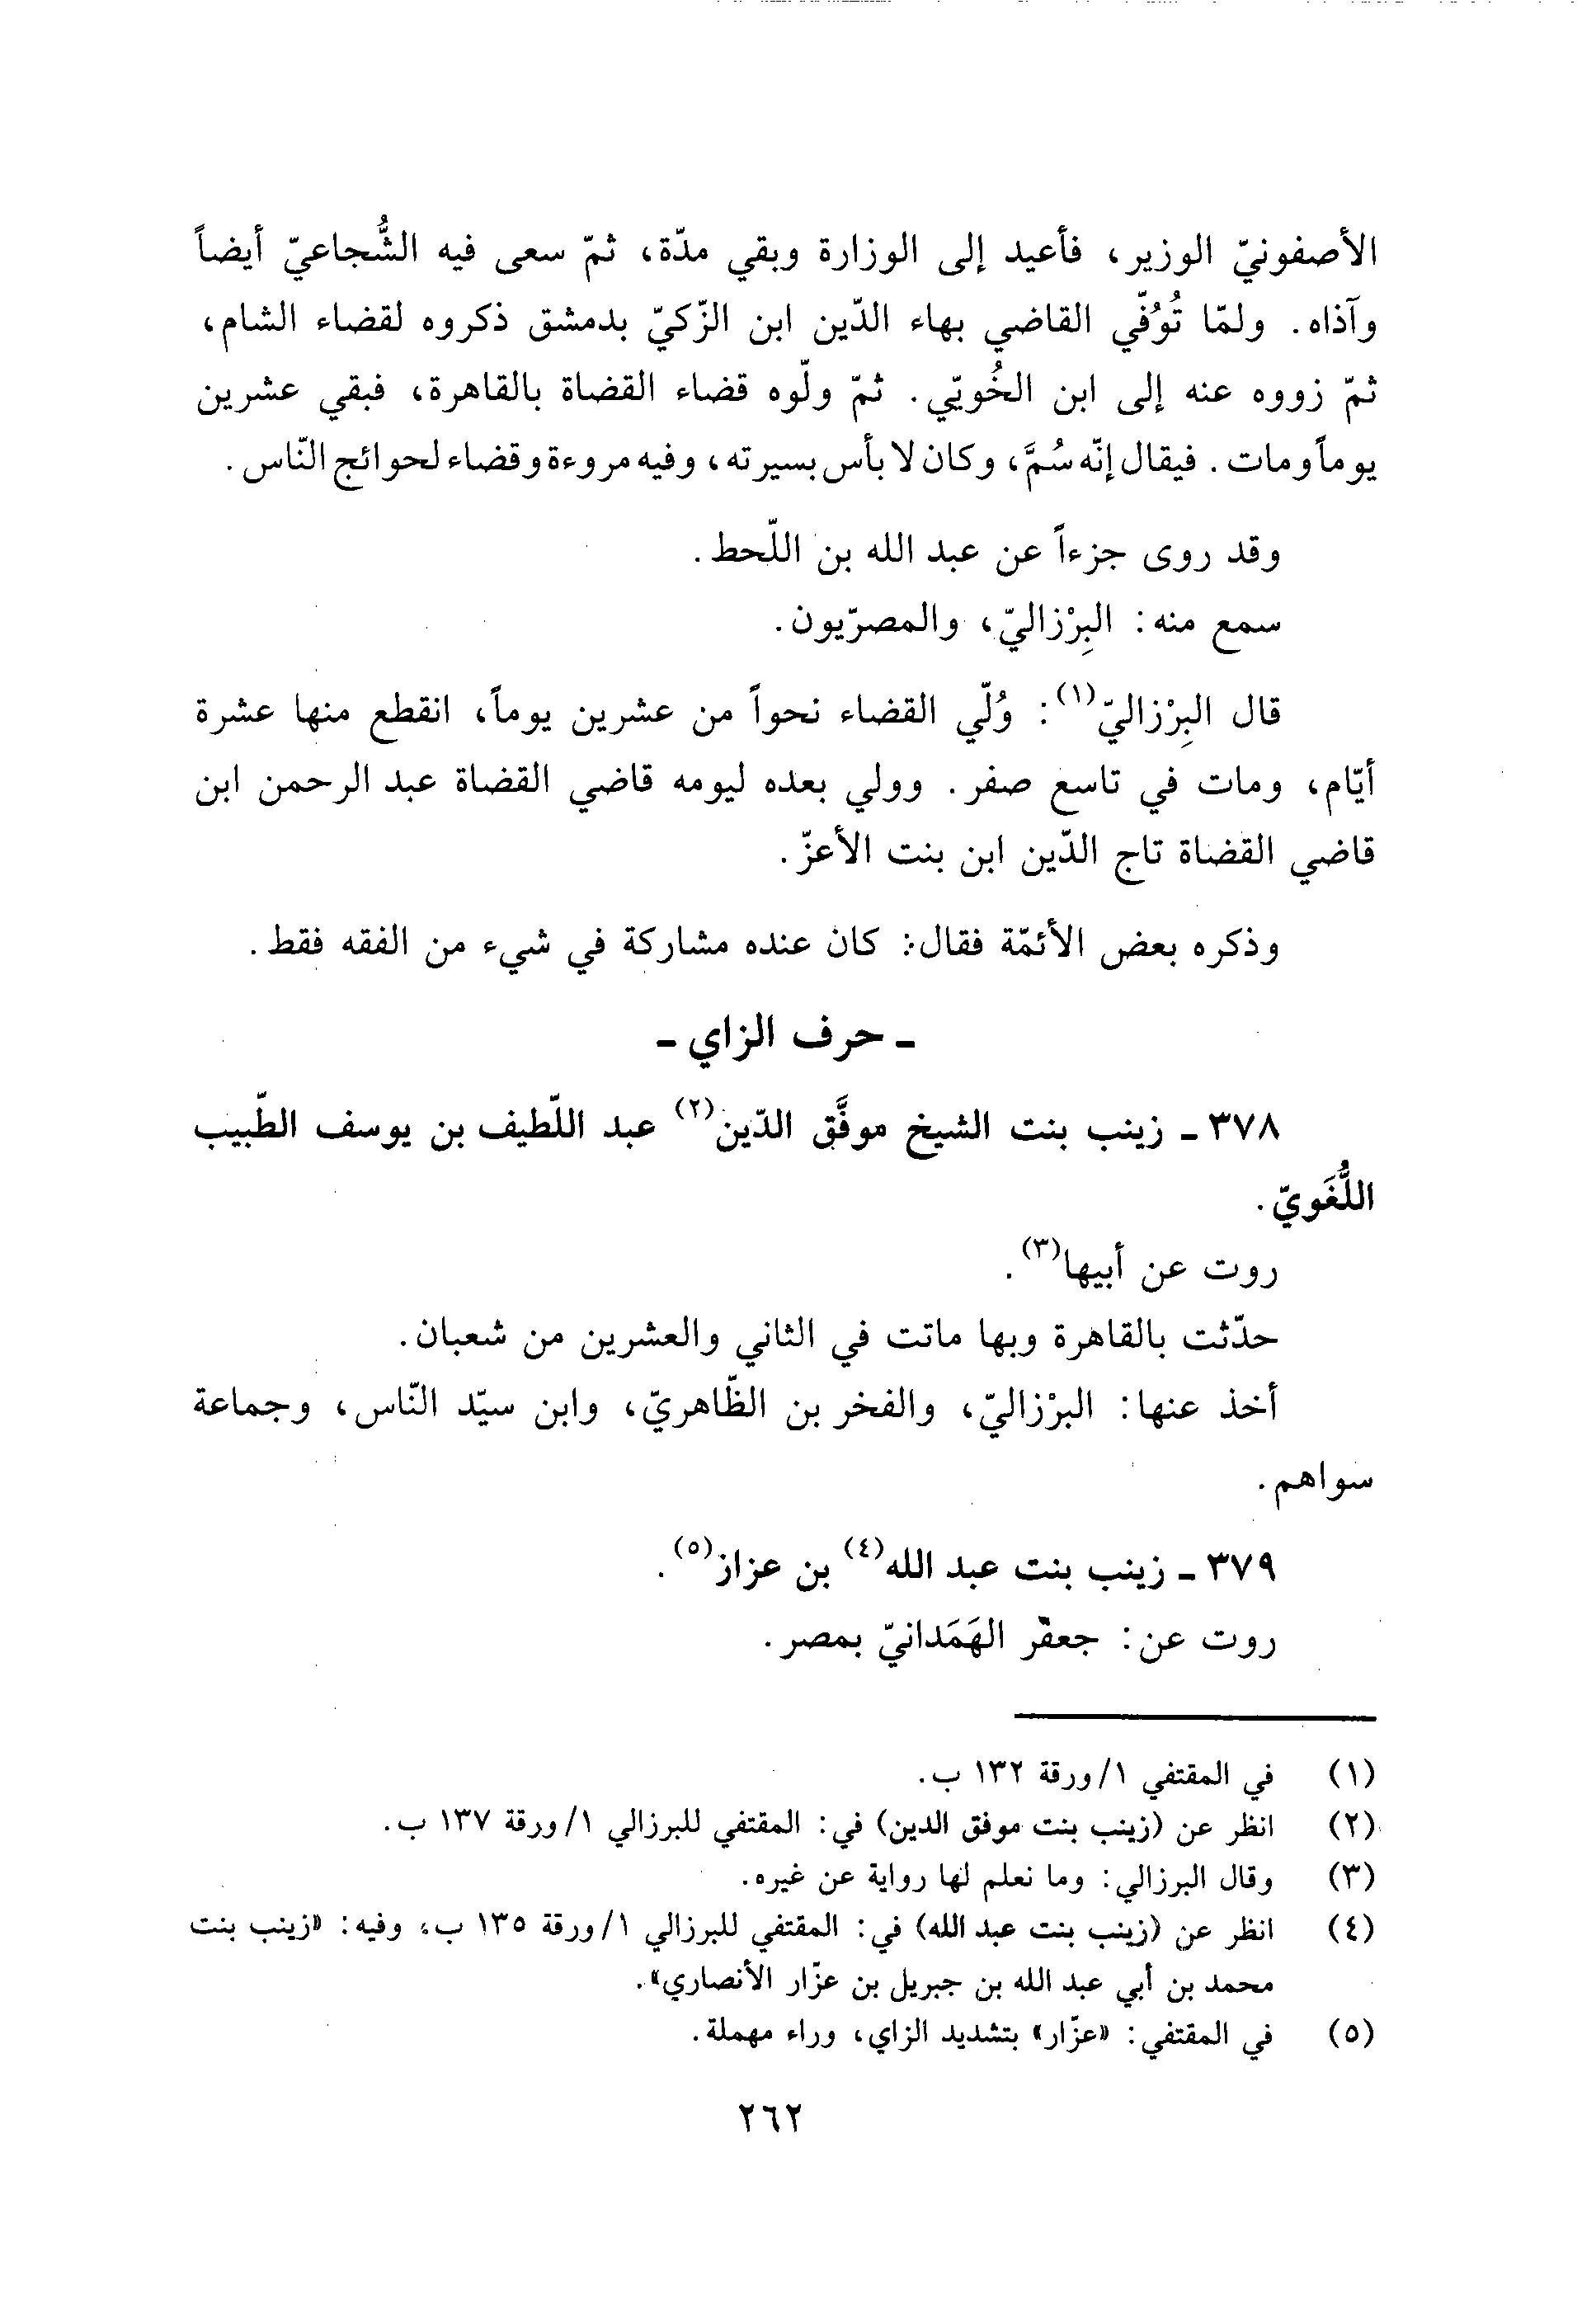 الأصفونيّ الوزير، فأعيد إلى الوزارة وبقي مدّة، ثمّ سعى فيه الشُّجاعيّ أيضاً
وآذاه. ولمّا تُوُفّي القاضي بهاء الدّين ابن الزّكيّ بدمشق ذكروه لقضاء الشام،
ثمّ زووه عنه إلى ابن الخُويّي. ثمّ ولّوه قضاء القضاة بالقاهرة، فبقي عشرين
يوماً ومات. فيقال إنّه سُمَّ، وكان لا بأس بسيرته، وفيه مروءة وقضاء لحوائج النّاس.
وقد روى جزءاً عن عبد الله بن اللّحط.
سمع منه: البِرْزاليّ، والمصرّيون.
قال البِرْزاليّ(١): وُلّي القضاء نحواً من عشرين يوماً، انقطع منها عشرة
أيّام، ومات في تاسع صفر. وولي بعده ليومه قاضي القضاة عبد الرحمن ابن
قاضي القضاة تاج الدّين ابن بنت الأعزّ.
وذكره بعض الأئمّة فقال: كان عنده مشاركة في شيء من الفقه فقط.
ـ حرف الزاي ـ
٣٧٨ ـ زينب بنت الشيخ موفَّق الدّين(٢) عبد اللّطيف بن يوسف الطّبيب
اللُّغَويّ.
روت عن أبيها(٣).
حدّثت بالقاهرة وبها ماتت في الثاني والعشرين من شعبان.
أخذ عنها: البرْزاليّ، والفخر بن الظّاهريّ، وابن سيّد النّاس، وجماعة
سواهم.
٣٧٩ ـ زينب بنت عبد الله(٤) بن عزاز(٥).
روت عن: جعفر الهَمَدانيّ بمصر.
(١) في المقتفي ١/ورقة ١٣٢ ب.
(٢) انظر عن (زينب بنت موفق الدين) في: المقتفي للبرزالي ١/ورقة ١٣٧ ب.
(٣) وقال البرزالي: وما نعلم لها رواية عن غيره.
(٤) انظر عن (زينب بنت عبد الله) في: المقتفي للبرزالي ١/ورقة ١٣٥ ب، وفيه: «زينب بنت
محمد بن أبي عبد الله بن جبريل بن عزّار الأنصاري».
(٥) في المقتفي: «عزّار» بتشديد الزاي، وراء مهملة.
٢٦٢